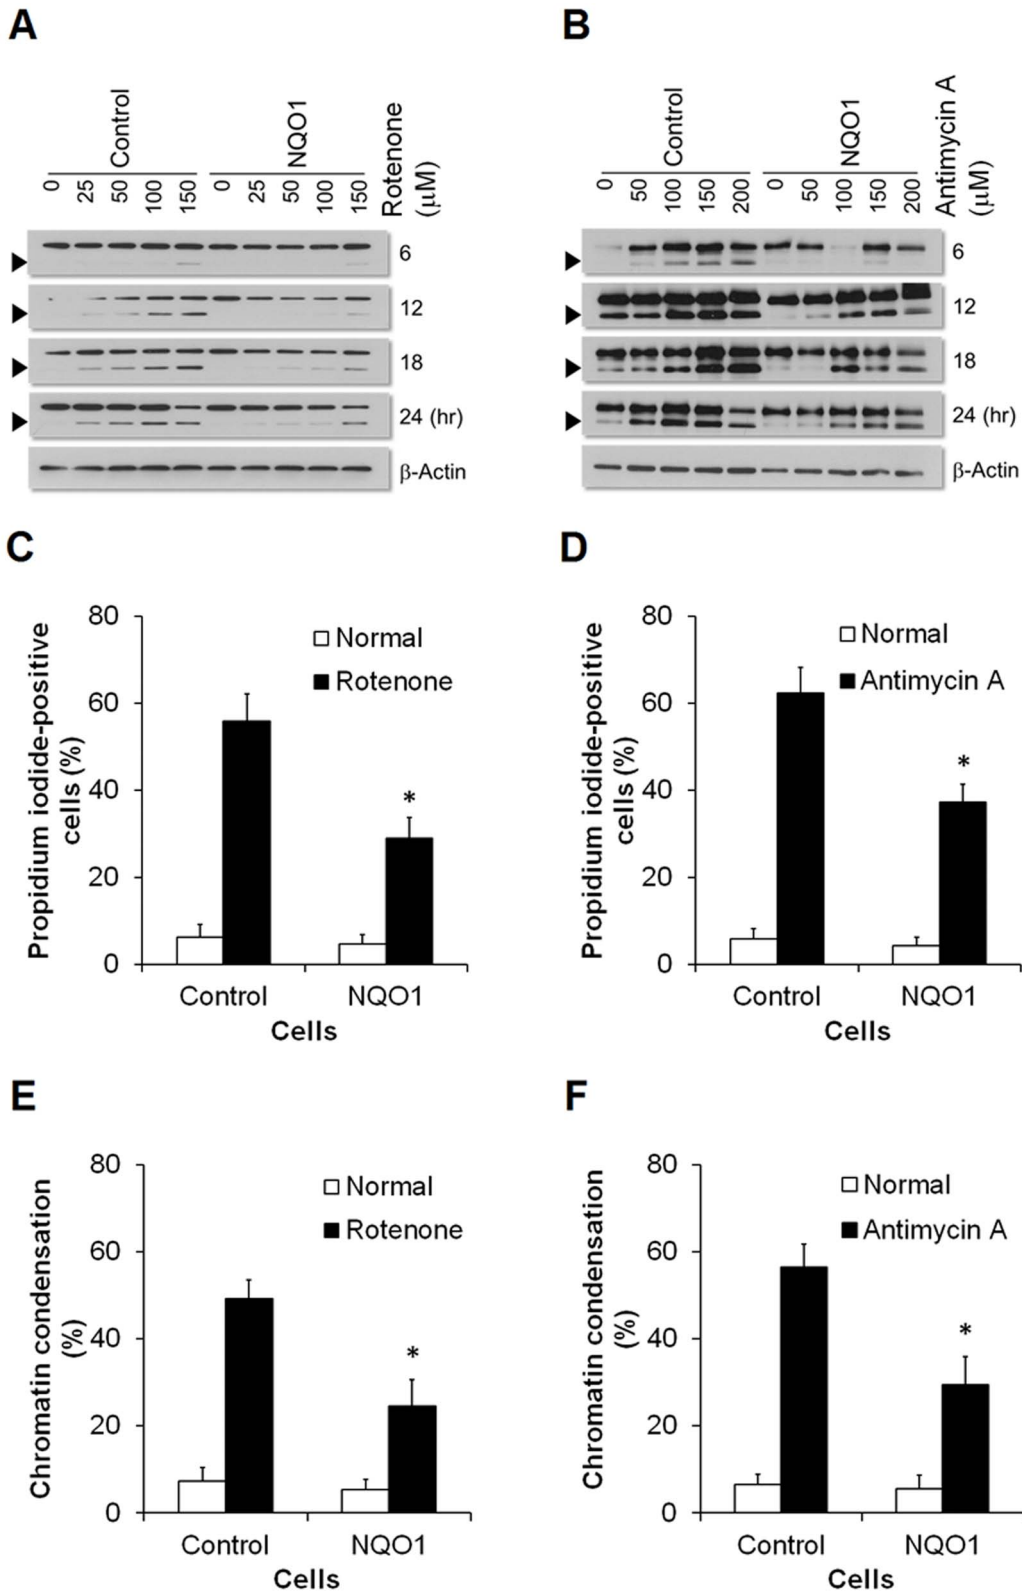 A
Control
NQO1
Rotenone
(μM)
0 25 50 100 150 0 25 50 100 150
6
12
18
24 (hr)
β-Actin
B
Control
NQO1
Antimycin A
(μM)
0 50 100 150 200 0 50 100 150 200
6
12
18
24 (hr)
β-Actin
C
Propidium iodide-positive
cells (%)
80
60
40
20
0
Normal
Rotenone
*
Control NQO1
Cells
D
Propidium iodide-positive
cells (%)
80
60
40
20
0
Normal
Antimycin A
*
Control NQO1
Cells
E
Chromatin condensation
(%)
80
60
40
20
0
Normal
Rotenone
*
Control NQO1
Cells
F
Chromatin condensation
(%)
80
60
40
20
0
Normal
Antimycin A
*
Control NQO1
Cells